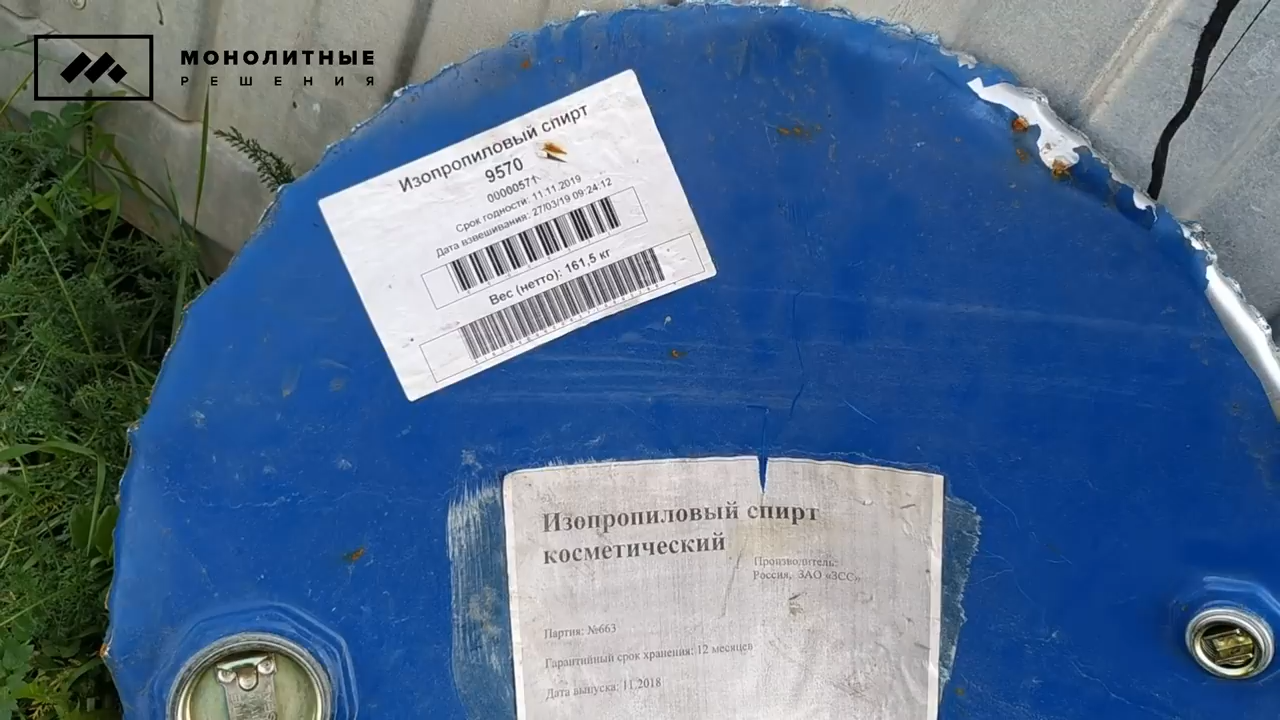 МОНОЛИТНЫЕ
РЕШЕНИЯ
Изопропиловый спирт
9570
00000571
Срок годности: 11.11.2019
Дата взвешивания: 27/03/19 09:24:12
Вес (нетто): 161,5 кг
Изопропиловый спирт
косметический
Производитель:
Россия, ЗАО «ЗСС»
Партия: №663
Гарантийный срок хранения: 12 месяцев
Дата выпуска: 11.2018